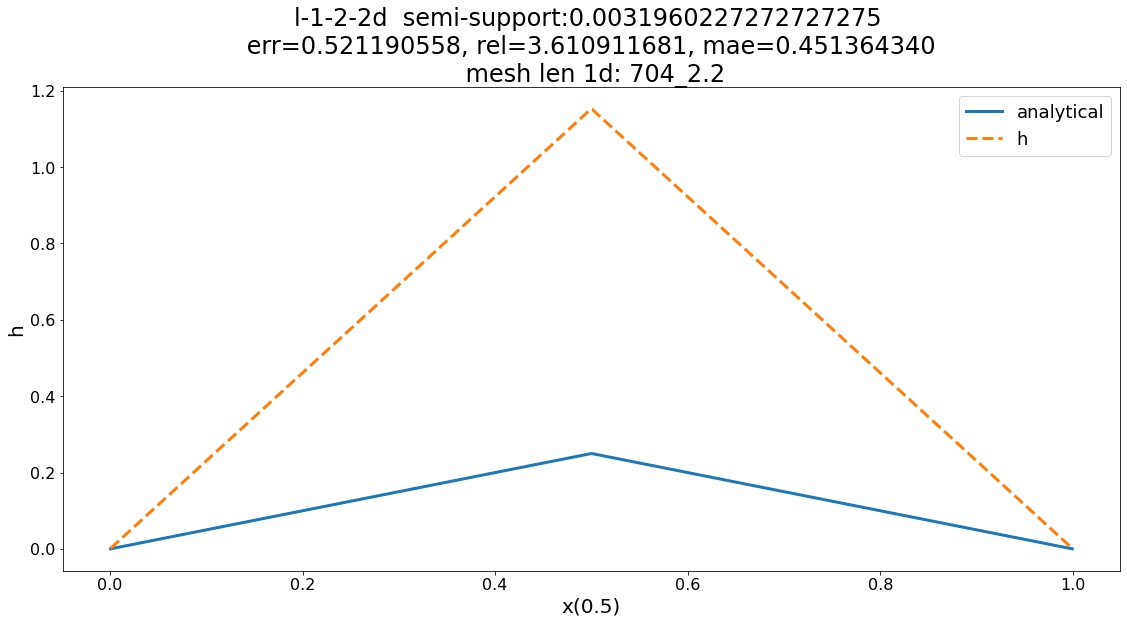 l-1-2-2d  semi-support:0.0031960227272727275
err=0.521190558, rel=3.610911681, mae=0.451364340
mesh len 1d: 704_2.2
analytical
h
1.2
1.0
0.8
0.6
0.4
0.2
0.0
h
0.0 0.2 0.4 0.6 0.8 1.0
x(0.5)